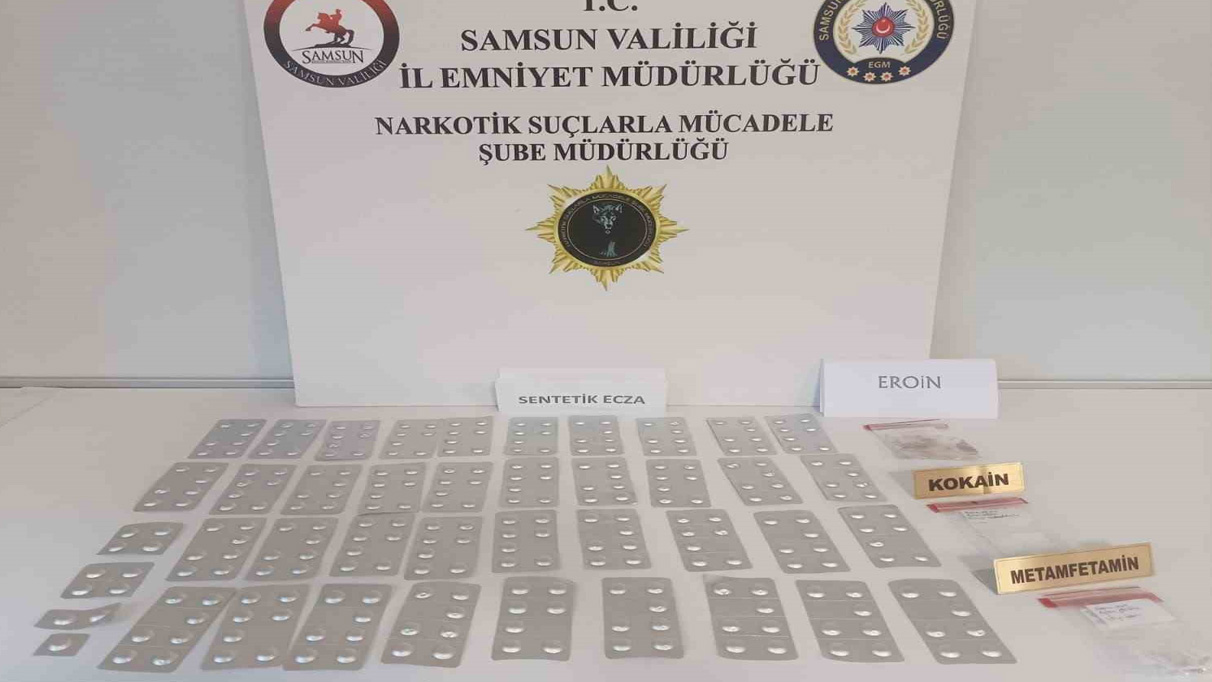 T.C.
SAMSUN VALİLİĞİ
İL EMNİYET MÜDÜRLÜĞÜ
NARKOTİK SUÇLARLA MÜCADELE
ŞUBE MÜDÜRLÜĞÜ
SAMSUN
SAMSUN VALİLİĞİ
EGM
SENTETİK ECZA
EROİN
KOKAİN
METAMFETAMİN